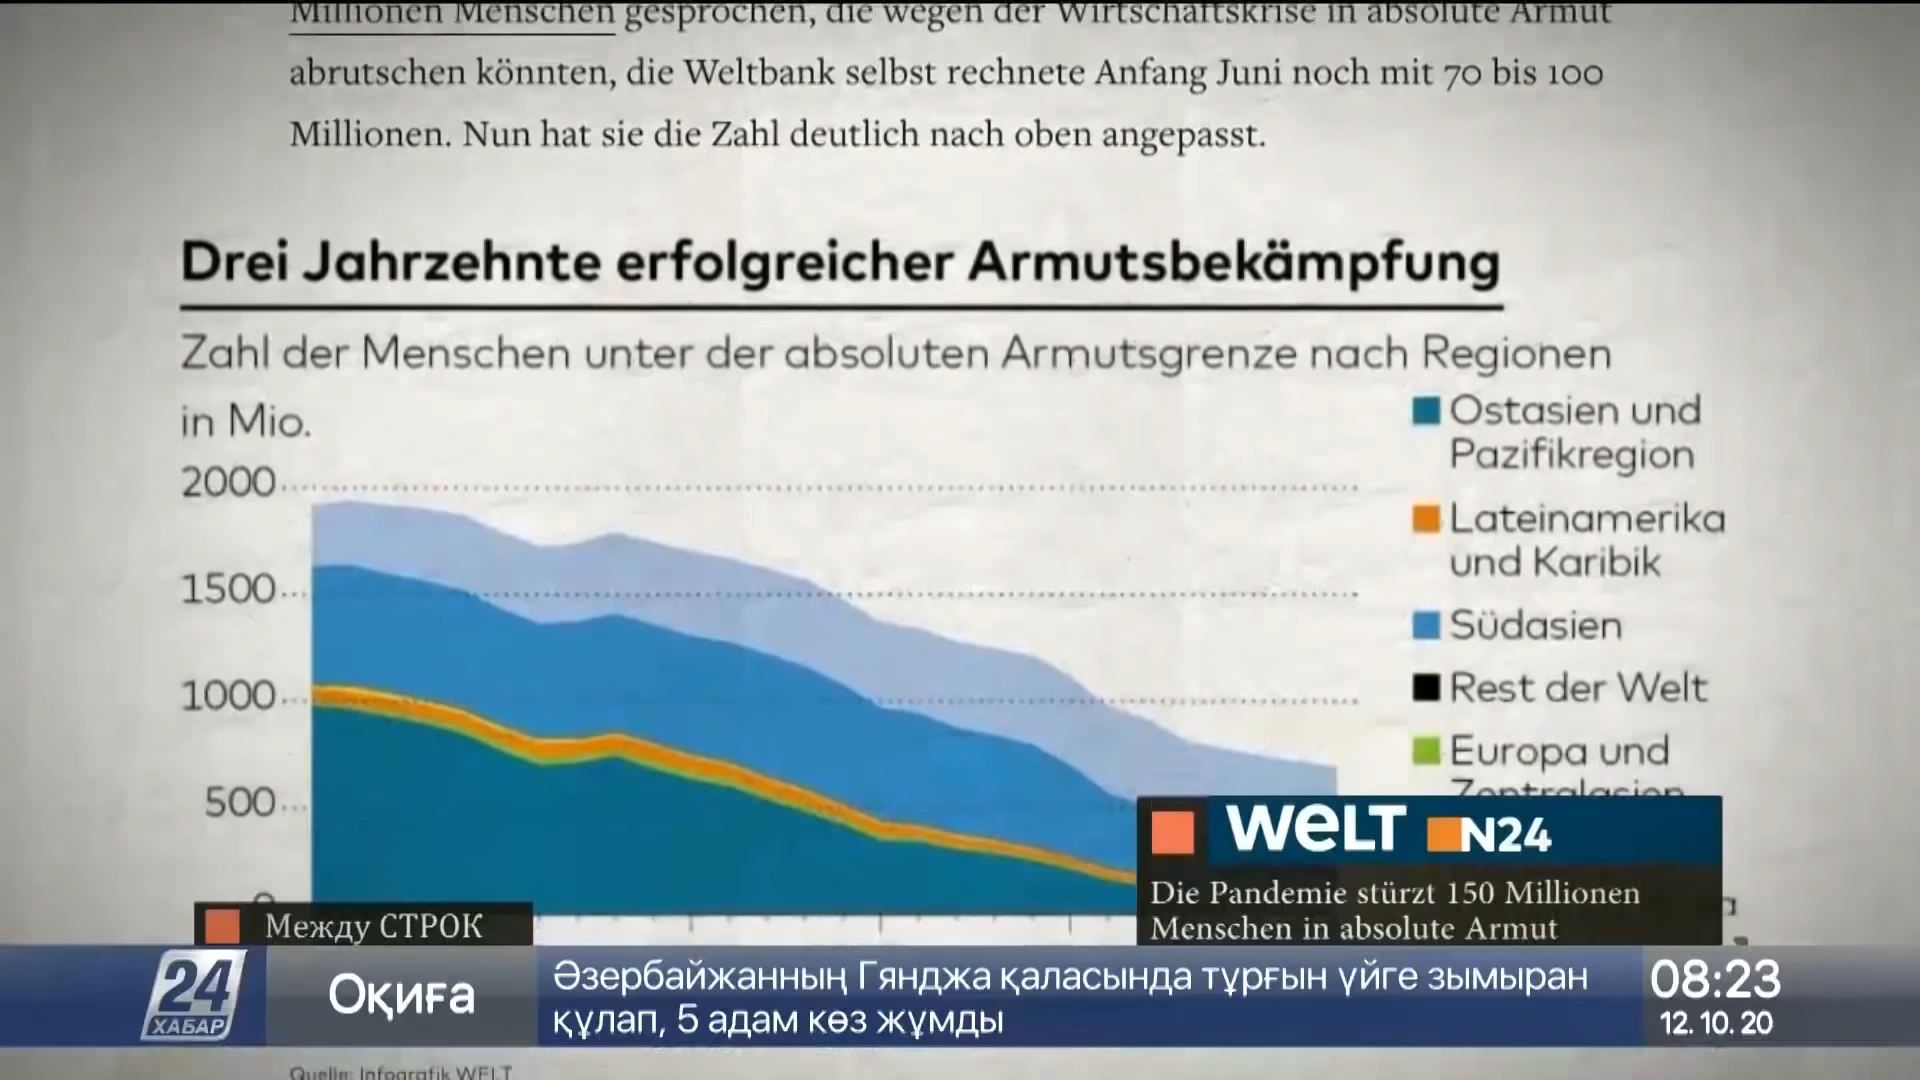 Millionen Menschen gesprochen, die wegen der Wirtschaftskrise in absolute Armut
abrutschen könnten, die Weltbank selbst rechnete Anfang Juni noch mit 70 bis 100
Millionen. Nun hat sie die Zahl deutlich nach oben angepasst.
Drei Jahrzehnte erfolgreicher Armutsbekämpfung
Zahl der Menschen unter der absoluten Armutsgrenze nach Regionen
in Mio.
2000
1500
1000
500
0
Ostasien und
Pazifikregion
Lateinamerika
und Karibik
Südasien
Rest der Welt
Europa und
Zentralasien
WELT N24
Die Pandemie stürzt 150 Millionen
Menschen in absolute Armut
Между СТРОК
24
ХАБАР
Оқиға
Әзербайжанның Гянджа қаласында тұрғын үйге зымыран
құлап, 5 адам көз жұмды
08:23
12.10.20
Quelle: Infografik WELT